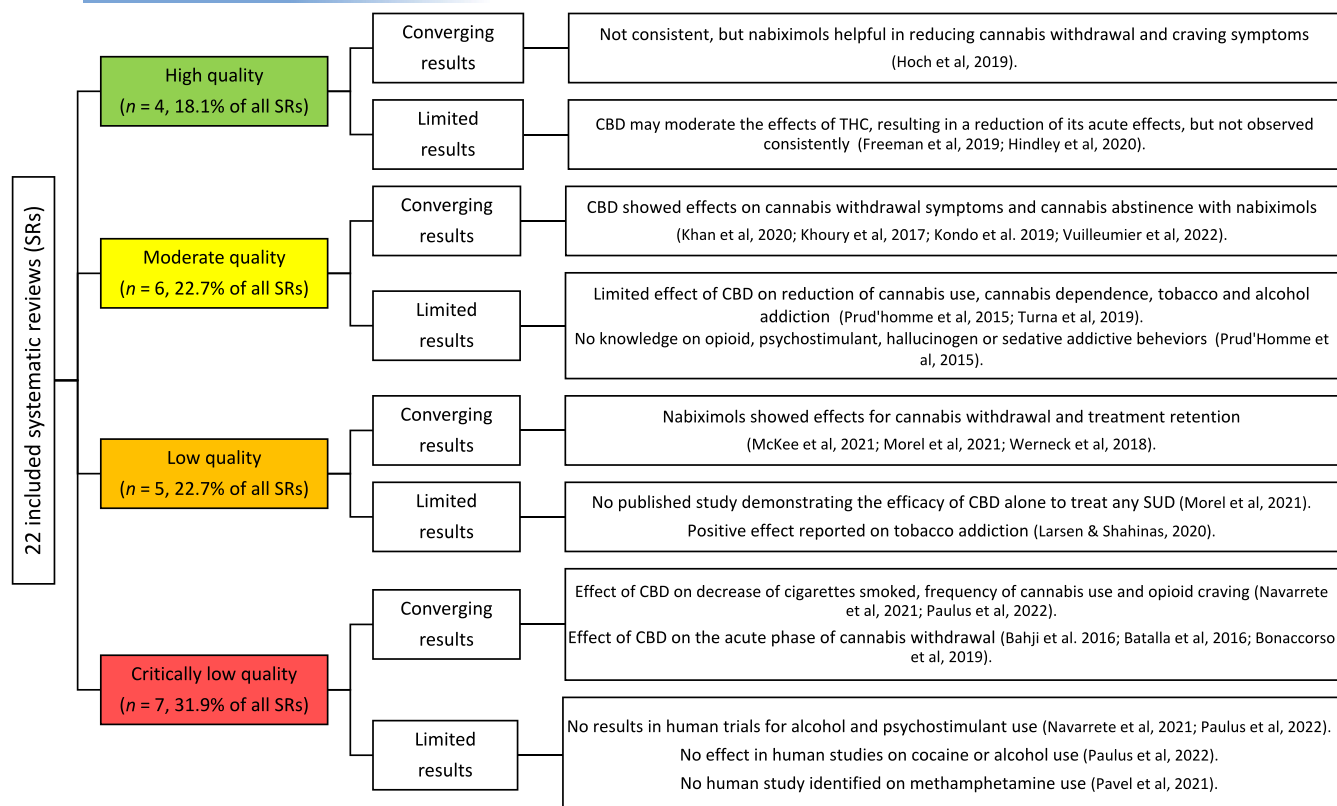 22 included systematic reviews (SRs)
High quality
(n = 4, 18.1% of all SRs)
Converging
results
Not consistent, but nabiximols helpful in reducing cannabis withdrawal and craving symptoms
(Hoch et al, 2019).
Limited
results
CBD may moderate the effects of THC, resulting in a reduction of its acute effects, but not observed
consistently (Freeman et al, 2019; Hindley et al, 2020).
Moderate quality
(n = 6, 22.7% of all SRs)
Converging
results
CBD showed effects on cannabis withdrawal symptoms and cannabis abstinence with nabiximols
(Khan et al, 2020; Khoury et al, 2017; Kondo et al. 2019; Vuilleumier et al, 2022).
Limited
results
Limited effect of CBD on reduction of cannabis use, cannabis dependence, tobacco and alcohol
addiction (Prud'homme et al, 2015; Turna et al, 2019).
No knowledge on opioid, psychostimulant, hallucinogen or sedative addictive beheviors (Prud'Homme et
al, 2015).
Low quality
(n = 5, 22.7% of all SRs)
Converging
results
Nabiximols showed effects for cannabis withdrawal and treatment retention
(McKee et al, 2021; Morel et al, 2021; Werneck et al, 2018).
Limited
results
No published study demonstrating the efficacy of CBD alone to treat any SUD (Morel et al, 2021).
Positive effect reported on tobacco addiction (Larsen & Shahinas, 2020).
Critically low quality
(n = 7, 31.9% of all SRs)
Converging
results
Effect of CBD on decrease of cigarettes smoked, frequency of cannabis use and opioid craving (Navarrete
et al, 2021; Paulus et al, 2022).
Effect of CBD on the acute phase of cannabis withdrawal (Bahji et al. 2016; Batalla et al, 2016; Bonaccorso
et al, 2019).
Limited
results
No results in human trials for alcohol and psychostimulant use (Navarrete et al, 2021; Paulus et al, 2022).
No effect in human studies on cocaine or alcohol use (Paulus et al, 2022).
No human study identified on methamphetamine use (Pavel et al, 2021).